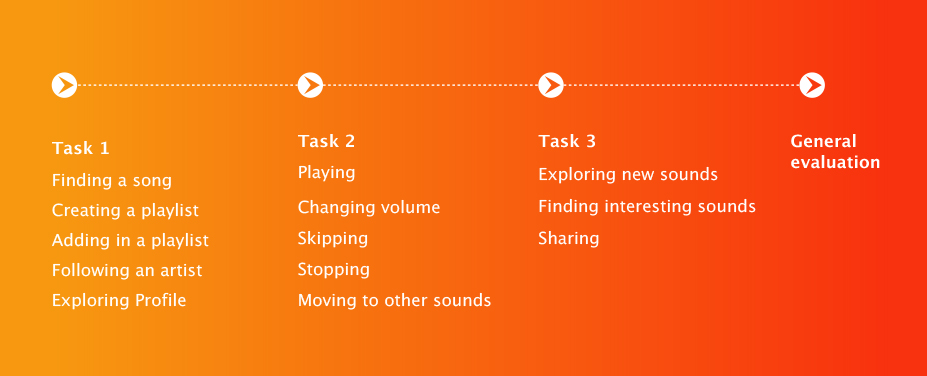 Task 1
Finding a song
Creating a playlist
Adding in a playlist
Following an artist
Exploring Profile
Task 2
Playing
Changing volume
Skipping
Stopping
Moving to other sounds
Task 3
Exploring new sounds
Finding interesting sounds
Sharing
General
evaluation